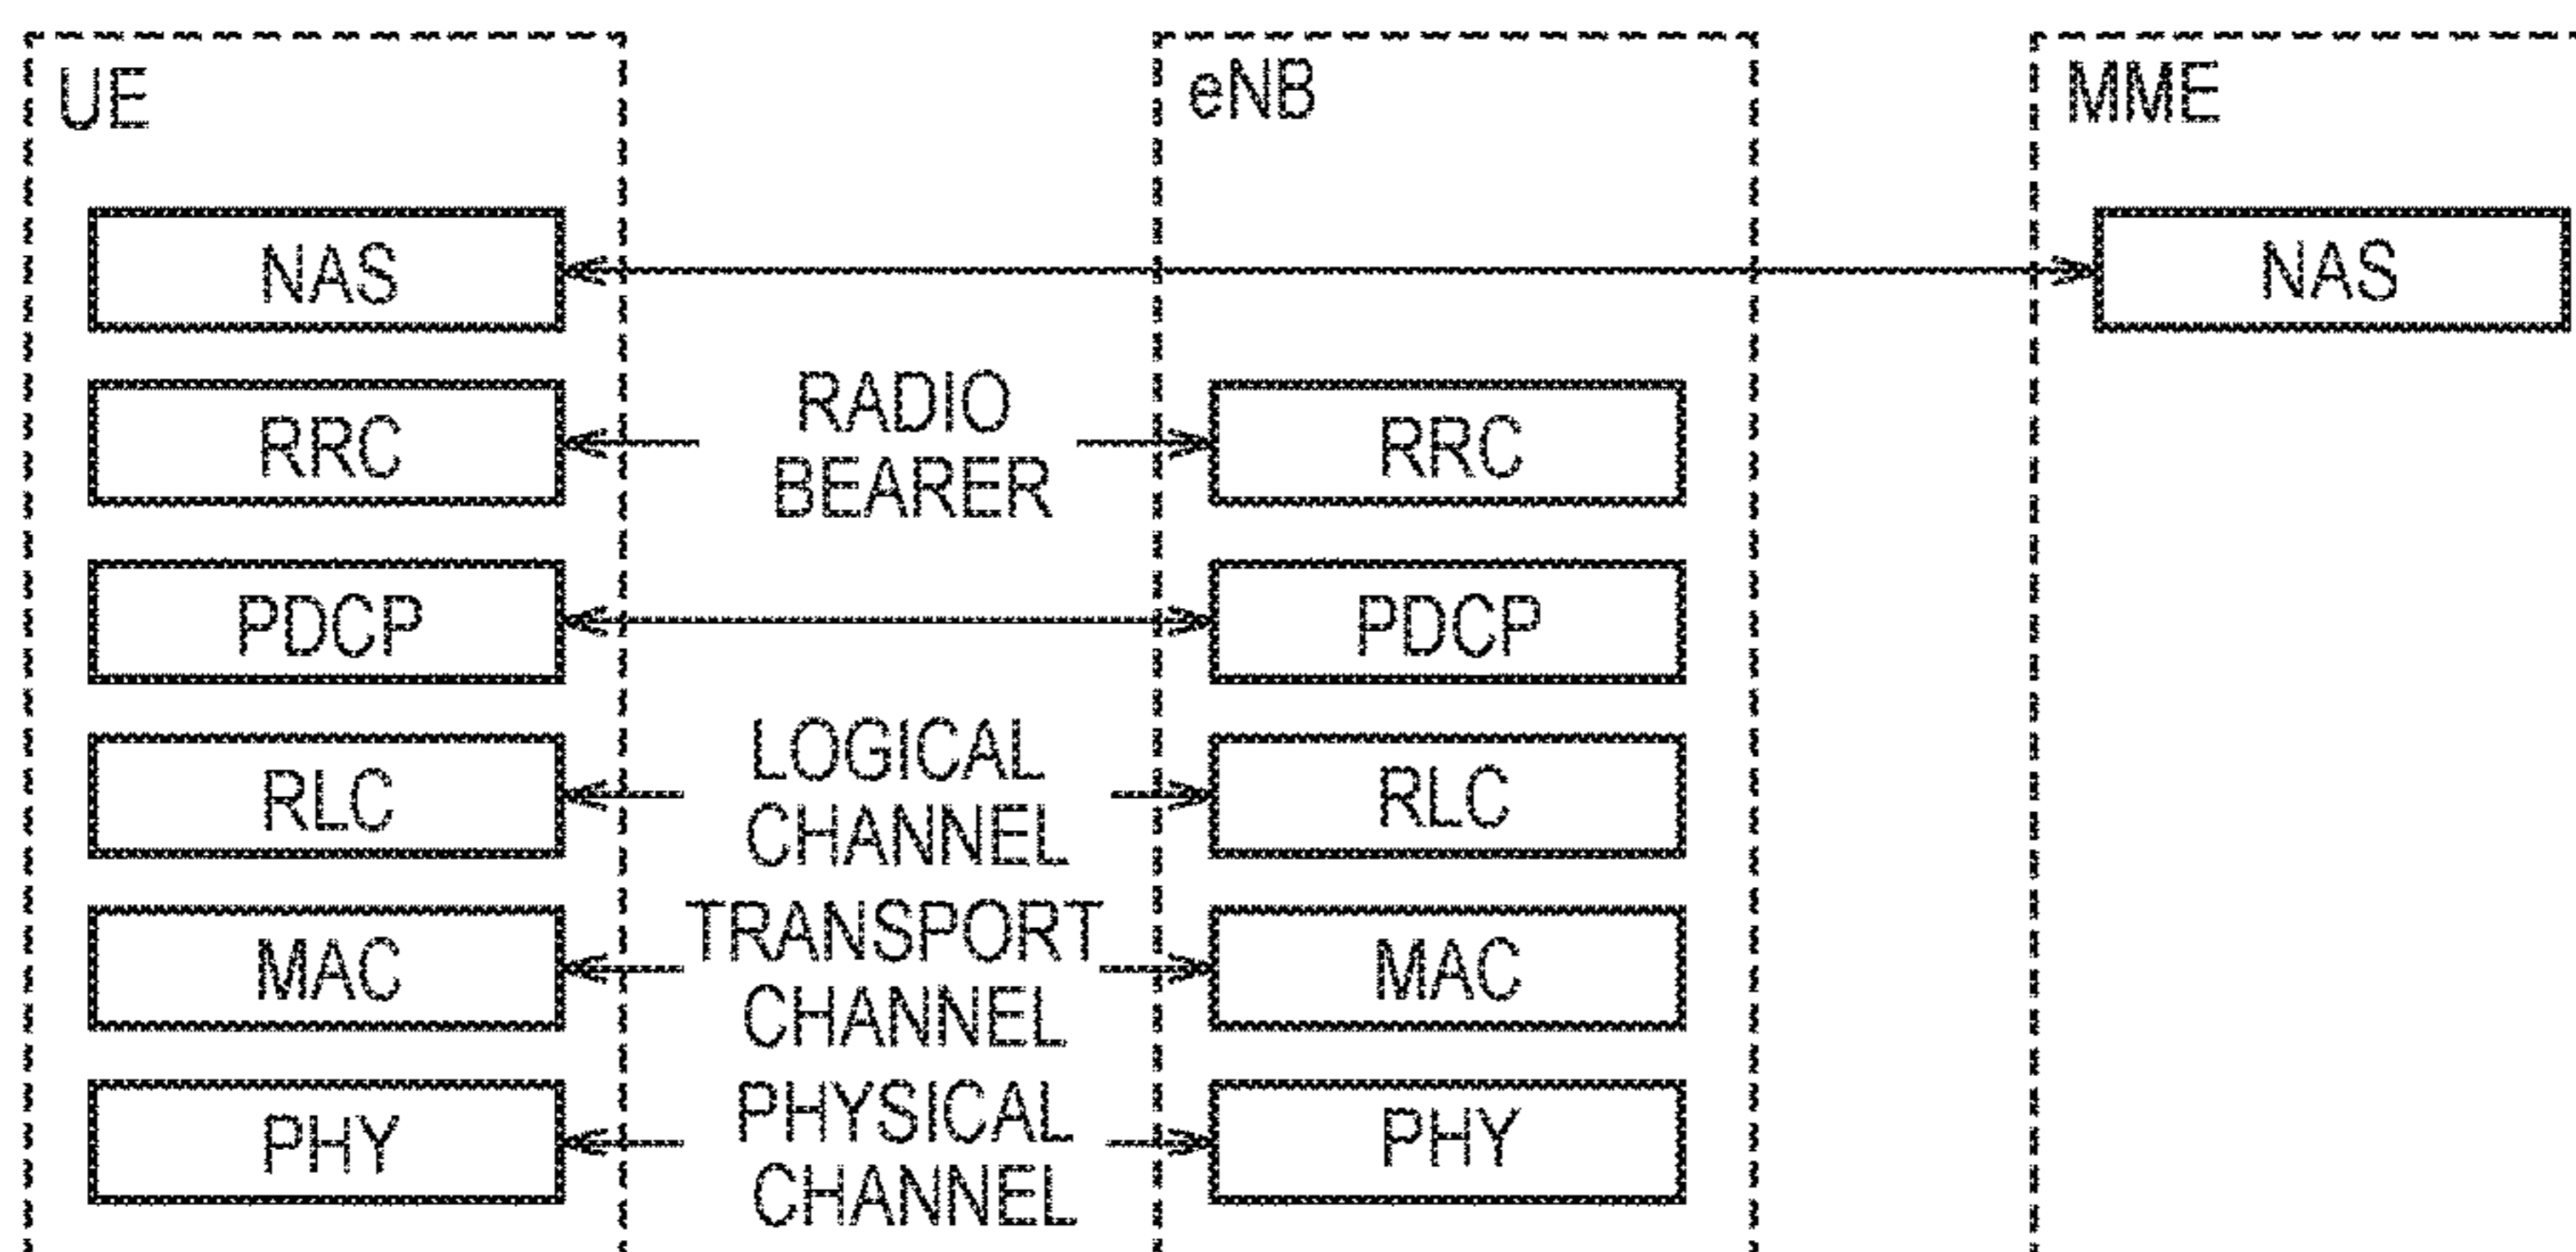 UE
eNB
MME
NAS
NAS
RRC
RADIO
BEARER
RRC
PDCP
PDCP
RLC
LOGICAL
CHANNEL
RLC
MAC
TRANSPORT
CHANNEL
MAC
PHY
PHYSICAL
CHANNEL
PHY